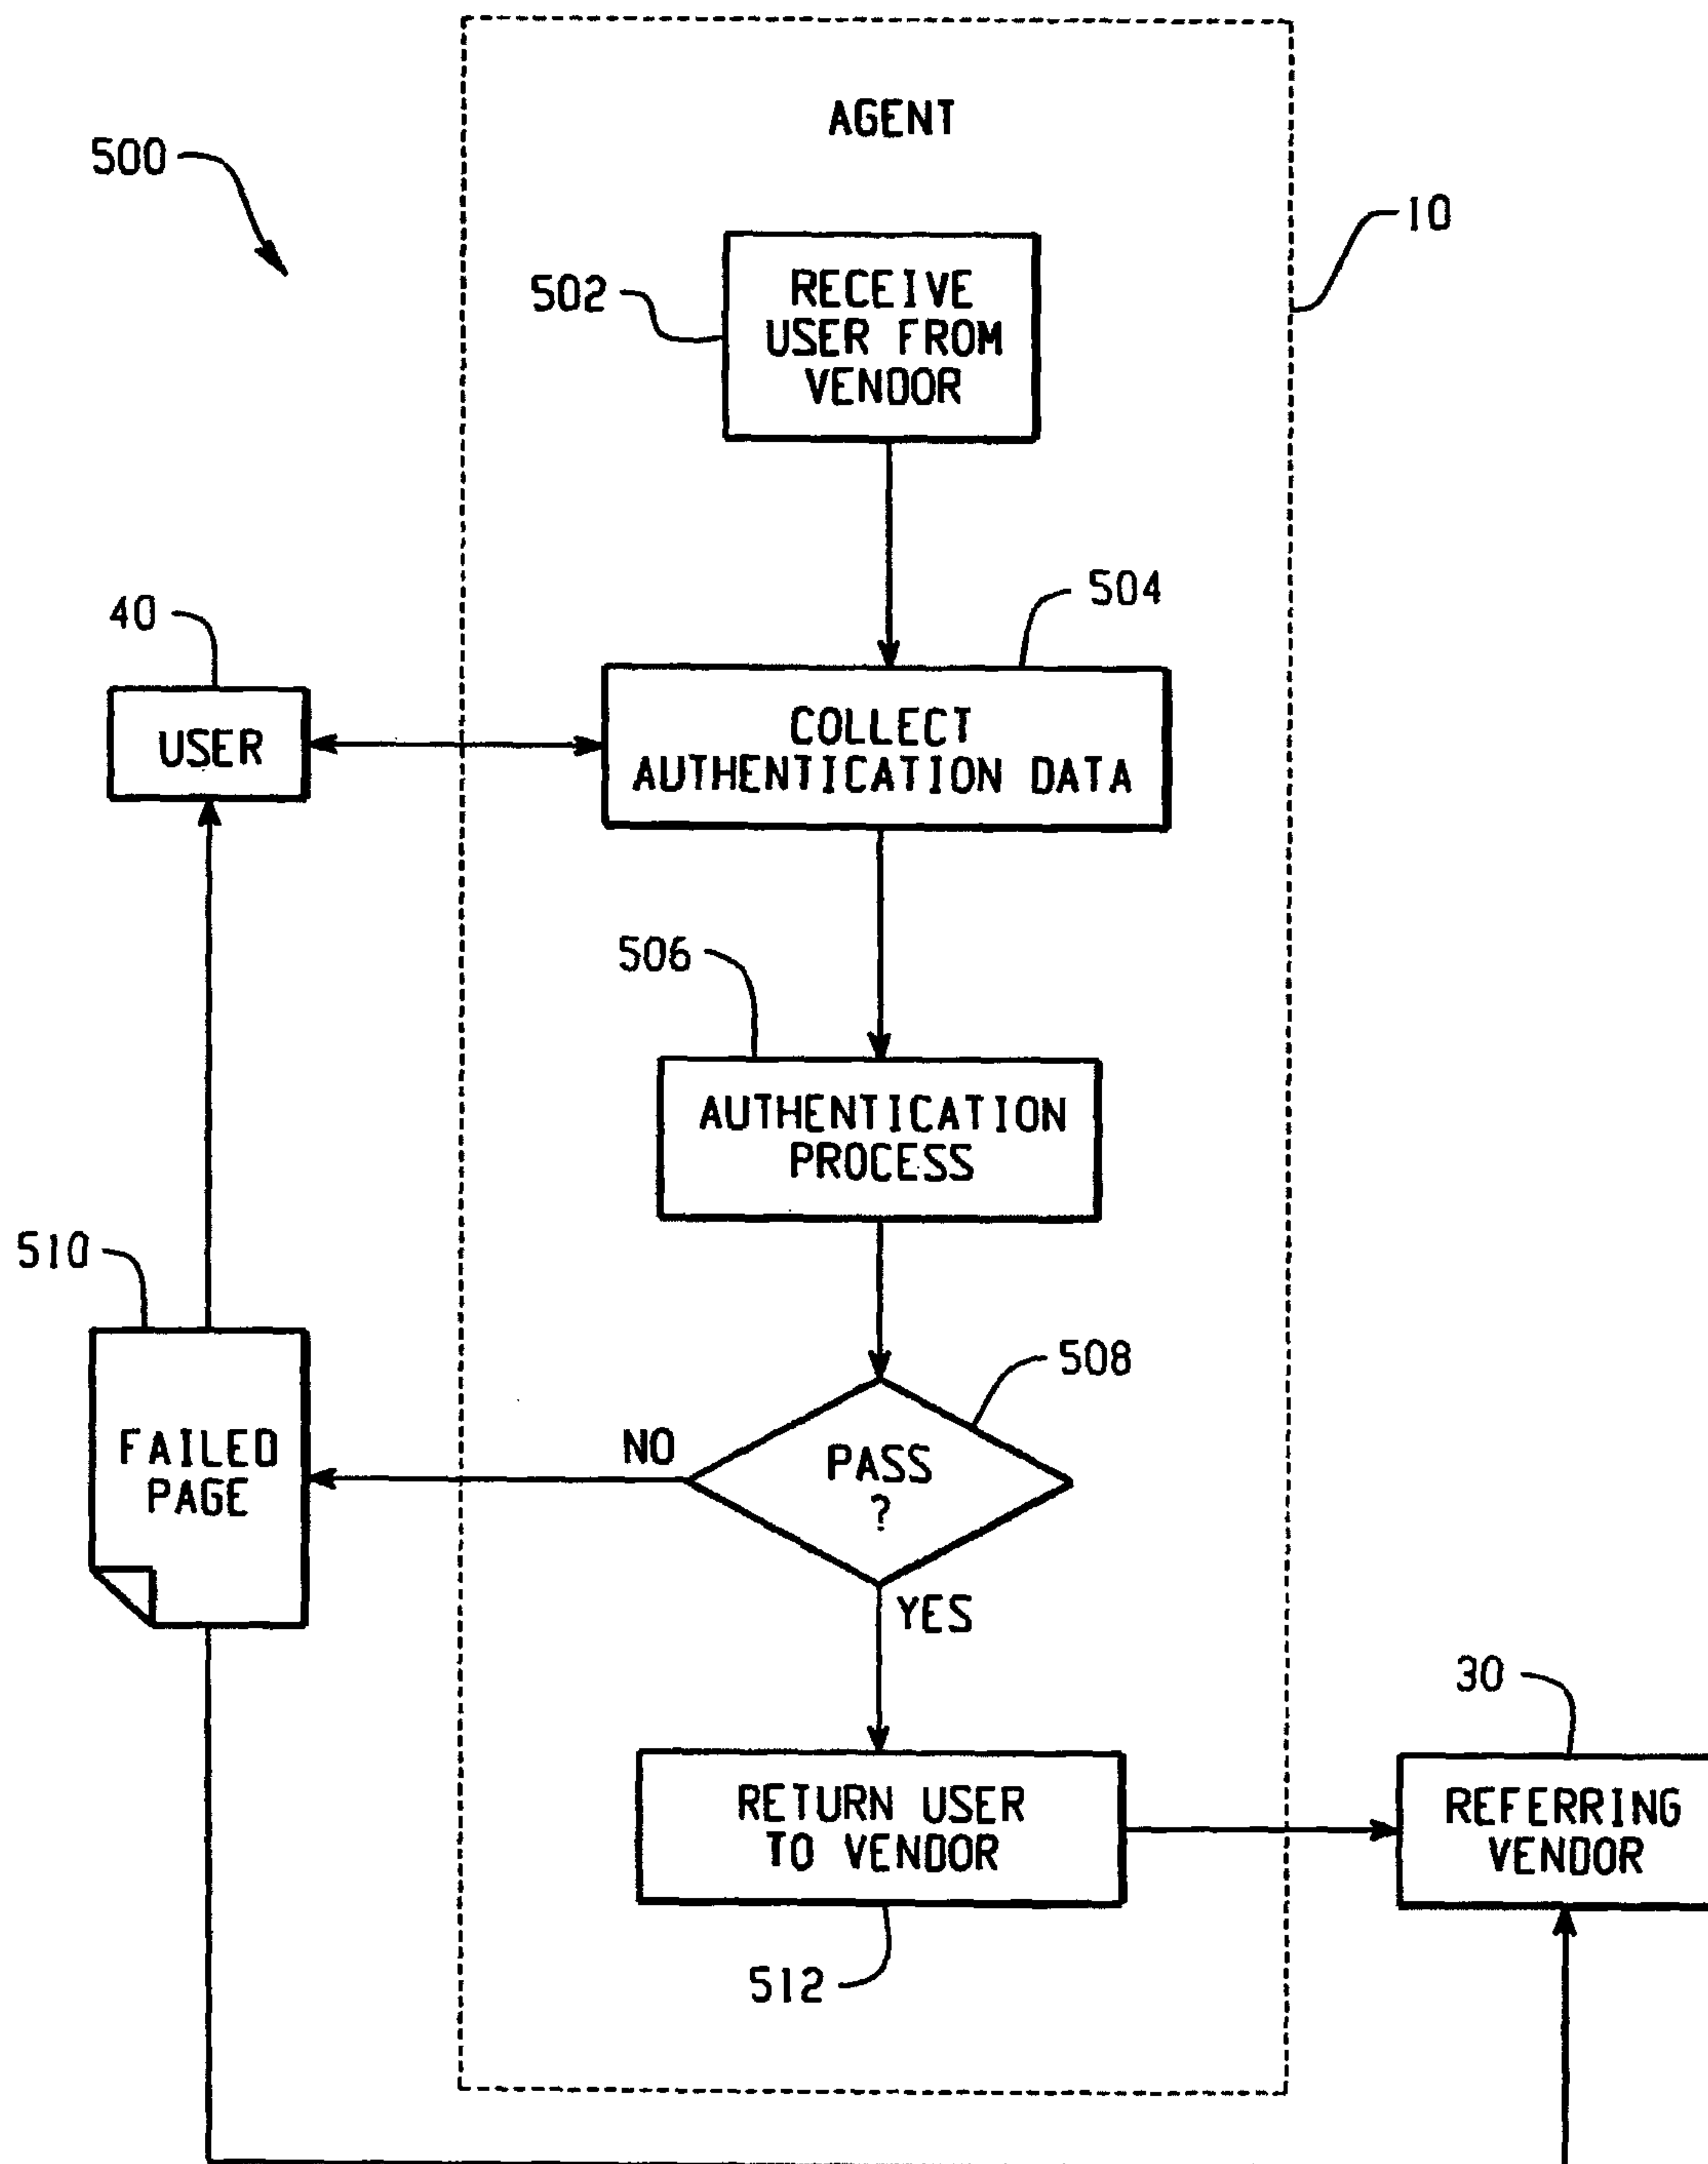 AGENT
500
10
502
RECEIVE
USER FROM
VENDOR
504
40
USER
COLLECT
AUTHENTICATION DATA
506
AUTHENTICATION
PROCESS
510
508
FAILED
PAGE
NO
PASS
?
YES
30
RETURN USER
TO VENDOR
REFERRING
VENDOR
512